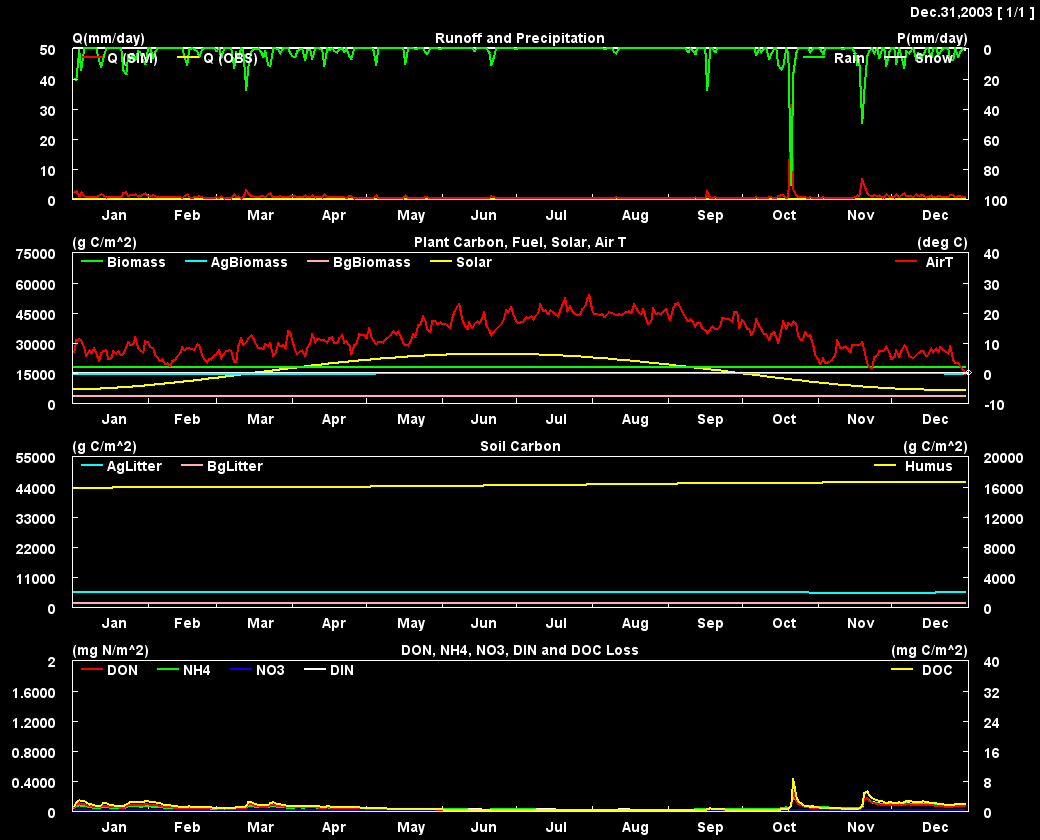 Dec.31,2003 [ 1/1 ]
Q(mm/day) Runoff and Precipitation P(mm/day)
50 0
Q (SIM) Q (OBS) Rain Snow
40 20
30 40
20 60
10 80
0 100
Jan Feb Mar Apr May Jun Jul Aug Sep Oct Nov Dec
(g C/m^2) Plant Carbon, Fuel, Solar, Air T (deg C)
75000 40
Biomass AgBiomass BgBiomass Solar AirT
60000 30
45000 20
30000 10
15000 0
0 -10
Jan Feb Mar Apr May Jun Jul Aug Sep Oct Nov Dec
(g C/m^2) Soil Carbon (g C/m^2)
55000 20000
AgLitter BgLitter Humus
44000 16000
33000 12000
22000 8000
11000 4000
0 0
Jan Feb Mar Apr May Jun Jul Aug Sep Oct Nov Dec
(mg N/m^2) DON, NH4, NO3, DIN and DOC Loss (mg C/m^2)
2 40
DON NH4 NO3 DIN DOC
1.6000 32
1.2000 24
0.8000 16
0.4000 8
0 0
Jan Feb Mar Apr May Jun Jul Aug Sep Oct Nov Dec